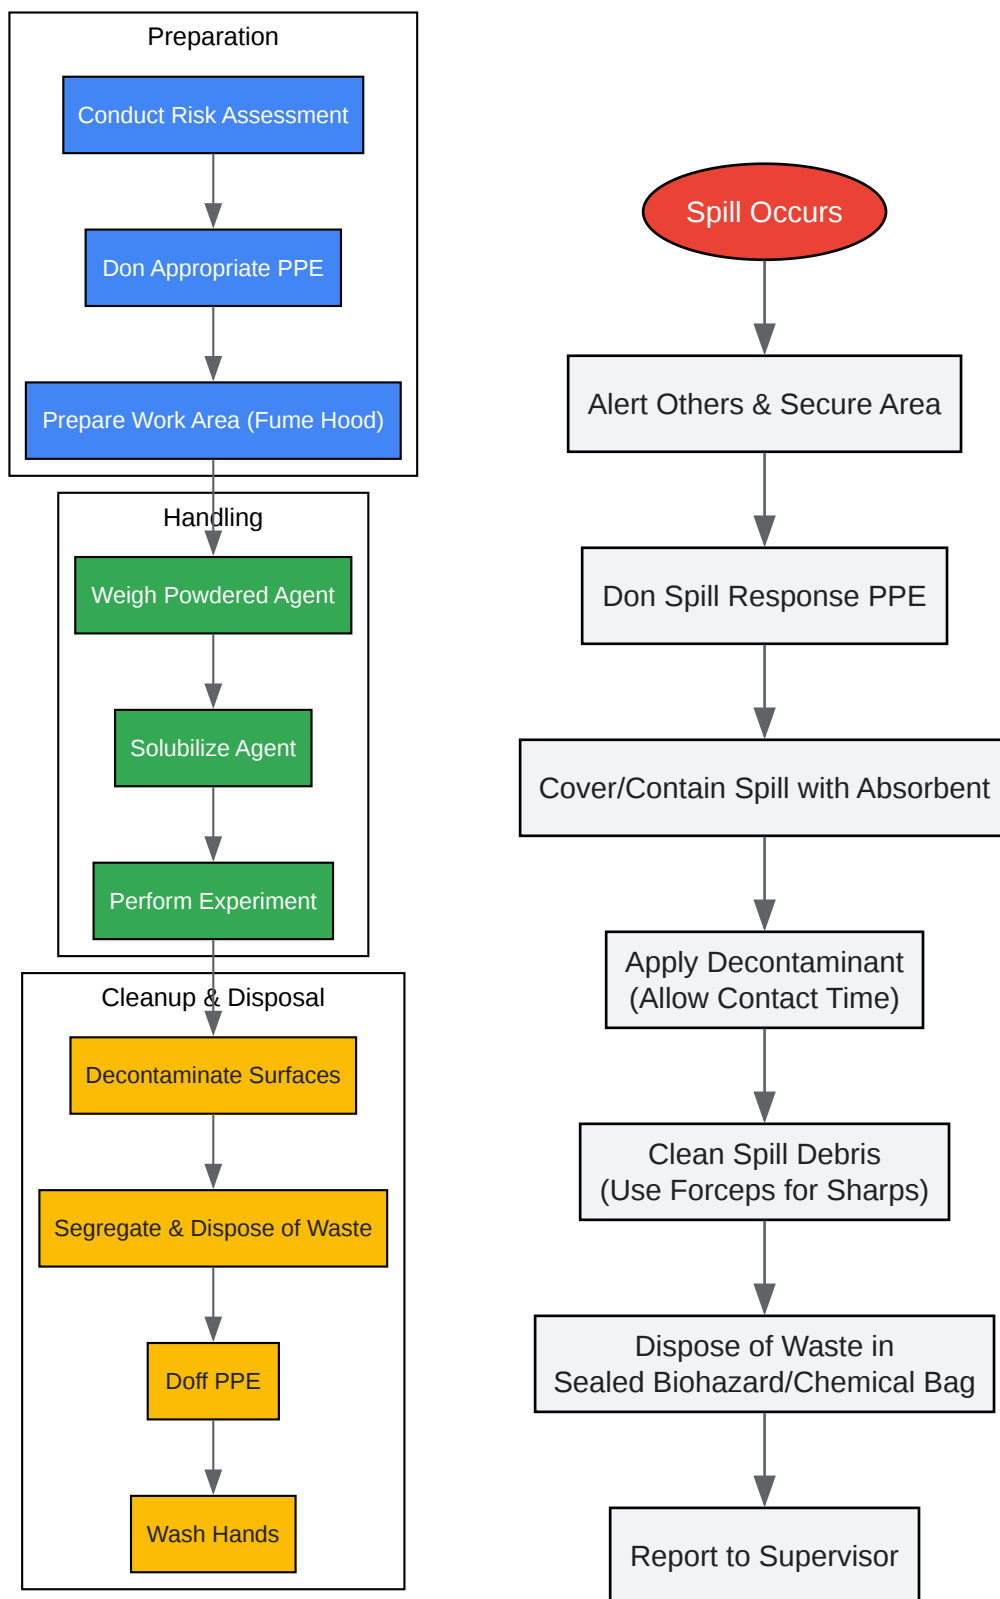 Preparation
Conduct Risk Assessment
Don Appropriate PPE
Prepare Work Area (Fume Hood)
Handling
Weigh Powdered Agent
Solubilize Agent
Perform Experiment
Cleanup & Disposal
Decontaminate Surfaces
Segregate & Dispose of Waste
Doff PPE
Wash Hands
Spill Occurs
Alert Others & Secure Area
Don Spill Response PPE
Cover/Contain Spill with Absorbent
Apply Decontaminant
(Allow Contact Time)
Clean Spill Debris
(Use Forceps for Sharps)
Dispose of Waste in
Sealed Biohazard/Chemical Bag
Report to Supervisor